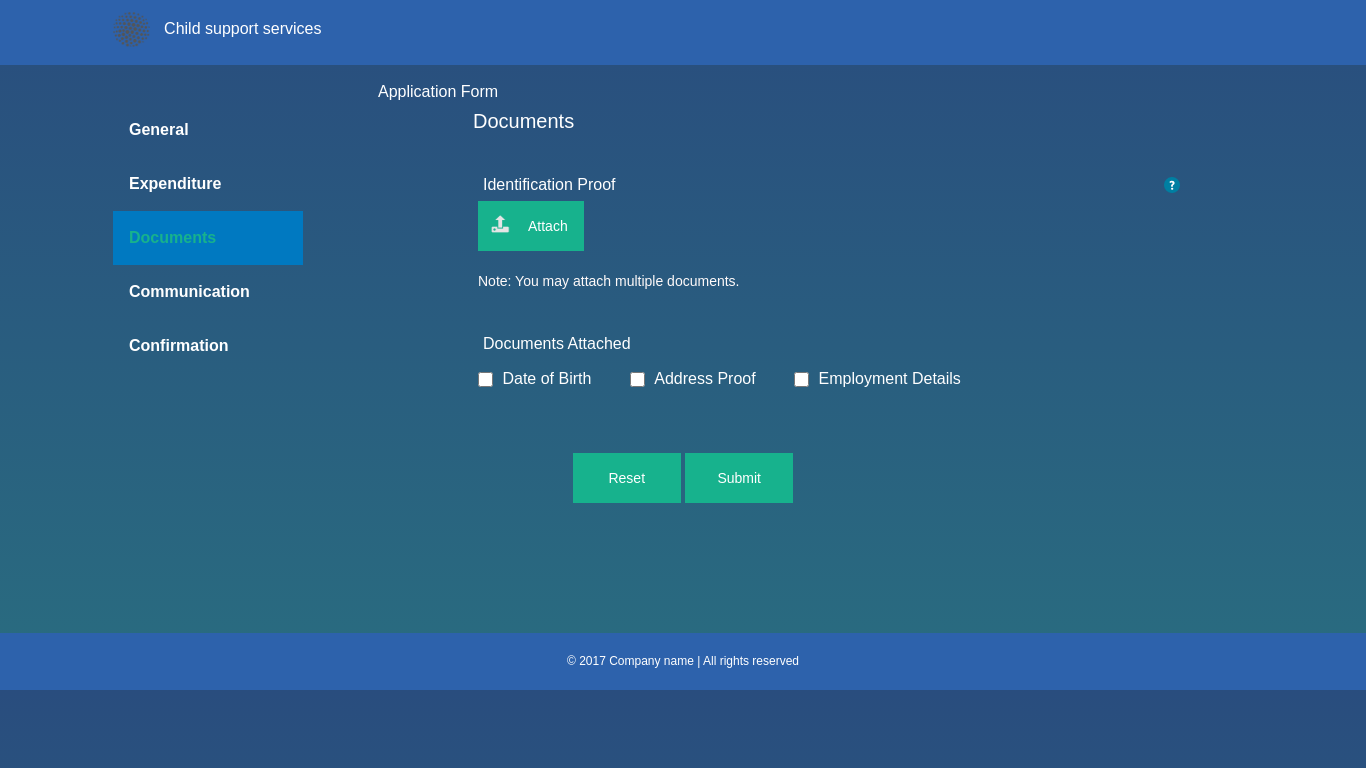 Child support services
Application Form
General
Expenditure
Documents
Communication
Confirmation
Documents
Identification Proof
?
Attach
Note: You may attach multiple documents.
Documents Attached
Date of Birth Address Proof Employment Details
Reset Submit
© 2017 Company name | All rights reserved